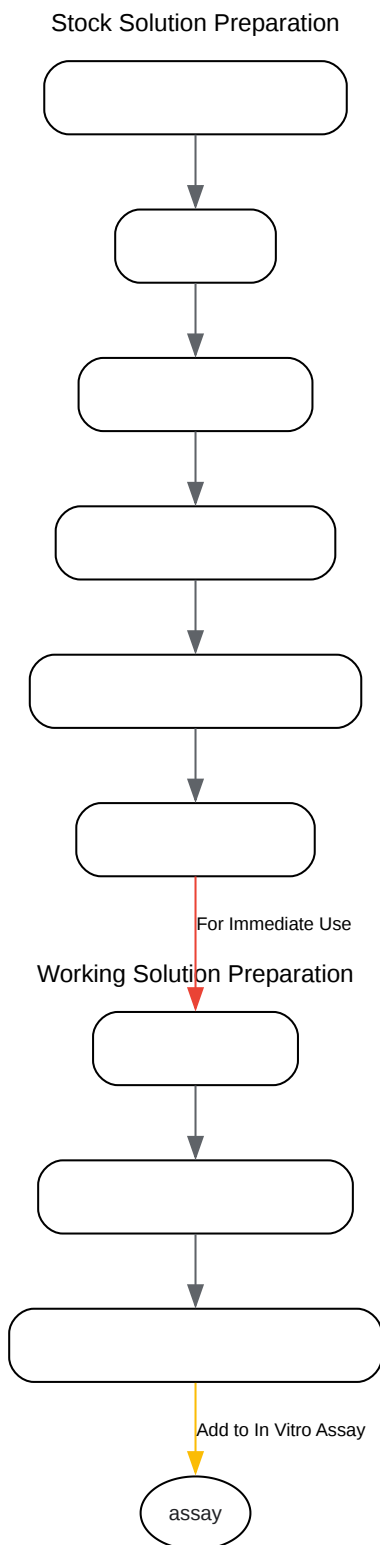 Stock Solution Preparation
For Immediate Use
Working Solution Preparation
Add to In Vitro Assay
assay